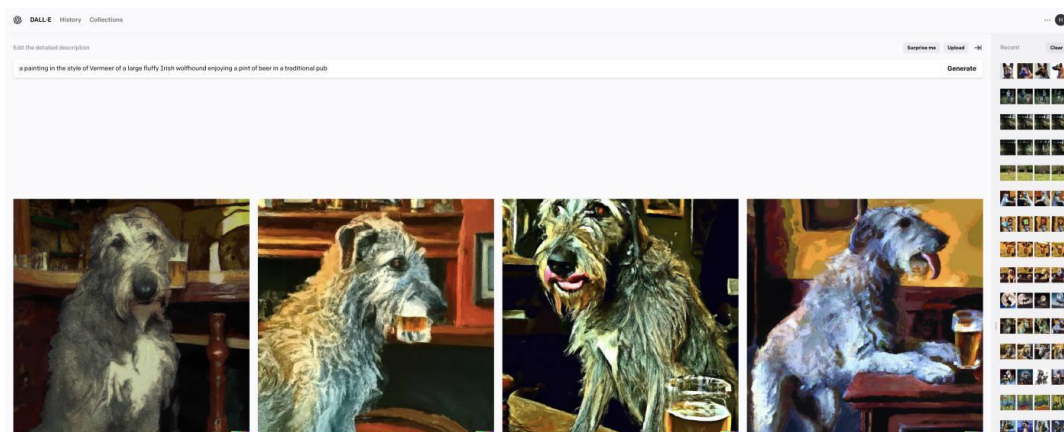 DALL·E History Collections
H
Edit the detailed description
Surprise me Upload
Recent Clear
a painting in the style of Vermeer of a large fluffy Irish wolfhound enjoying a pint of beer in a traditional pub
Generate